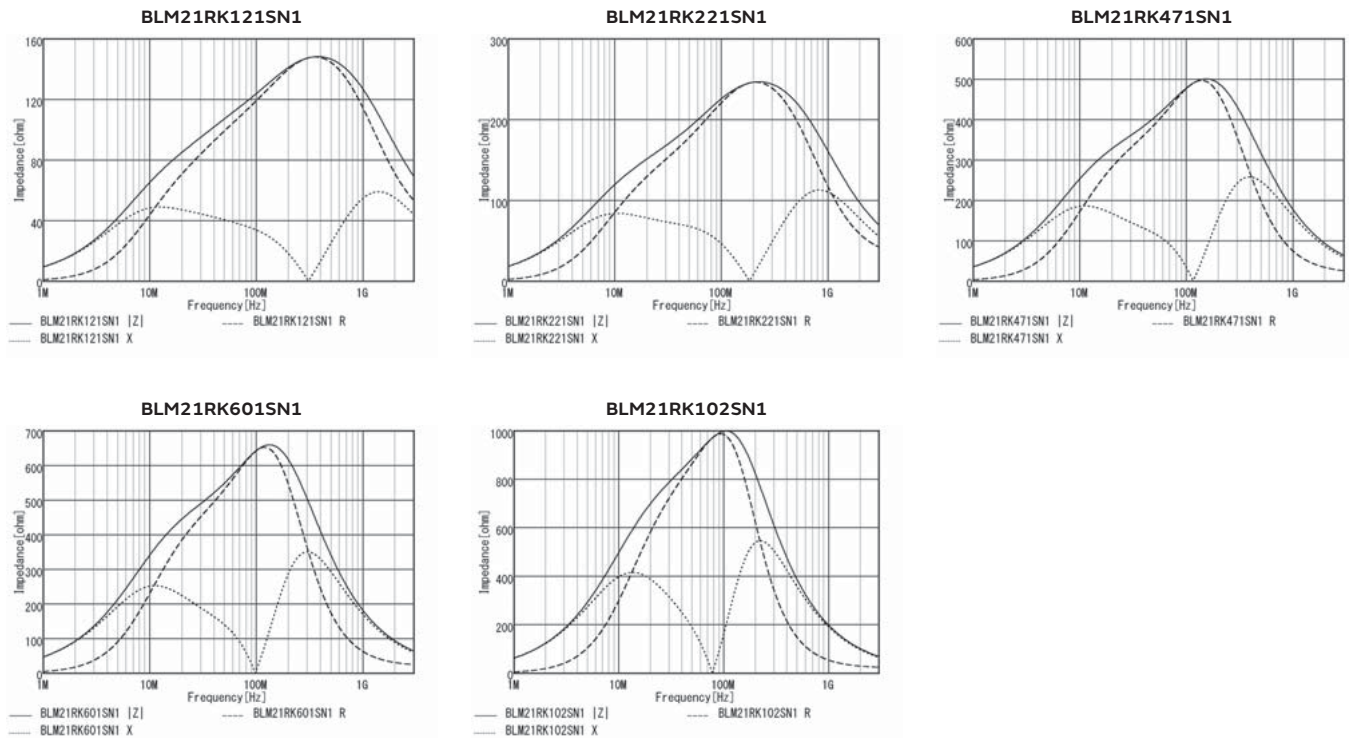 BLM21RK121SN1
160
120
80
40
0
Impedance[ohm]
1M 10M 100M 1G
Frequency[Hz]
BLM21RK121SN1 |Z| BLM21RK121SN1 R
BLM21RK121SN1 X
BLM21RK221SN1
300
200
100
0
Impedance[ohm]
1M 10M 100M 1G
Frequency[Hz]
BLM21RK221SN1 |Z| BLM21RK221SN1 R
BLM21RK221SN1 X
BLM21RK471SN1
600
500
400
300
200
100
0
Impedance[ohm]
1M 10M 100M 1G
Frequency[Hz]
BLM21RK471SN1 |Z| BLM21RK471SN1 R
BLM21RK471SN1 X
BLM21RK601SN1
700
600
500
400
300
200
100
0
Impedance[ohm]
1M 10M 100M 1G
Frequency[Hz]
BLM21RK601SN1 |Z| BLM21RK601SN1 R
BLM21RK601SN1 X
BLM21RK102SN1
1000
800
600
400
200
0
Impedance[ohm]
1M 10M 100M 1G
Frequency[Hz]
BLM21RK102SN1 |Z| BLM21RK102SN1 R
BLM21RK102SN1 X